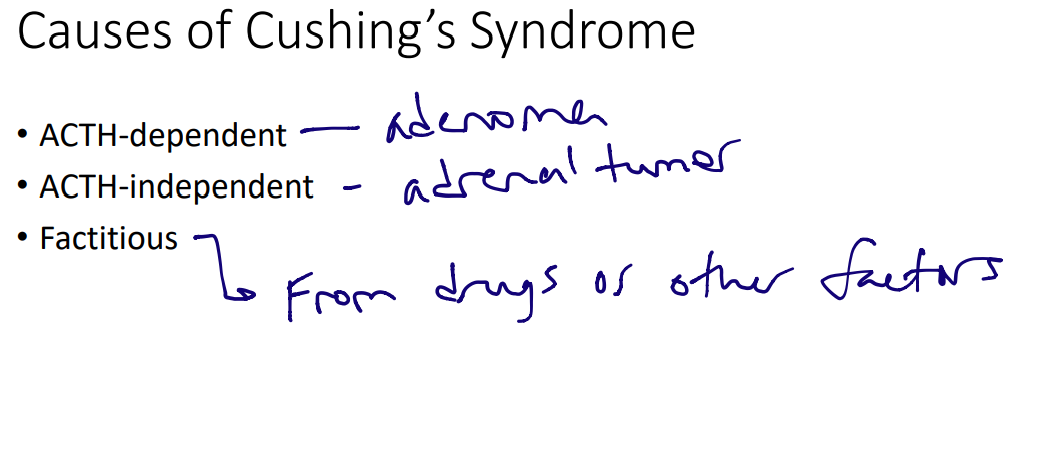 Causes of Cushing's Syndrome
• ACTH-dependent — adenoma
• ACTH-independent - adrenal tumor
• Factitious
From drugs or other factors